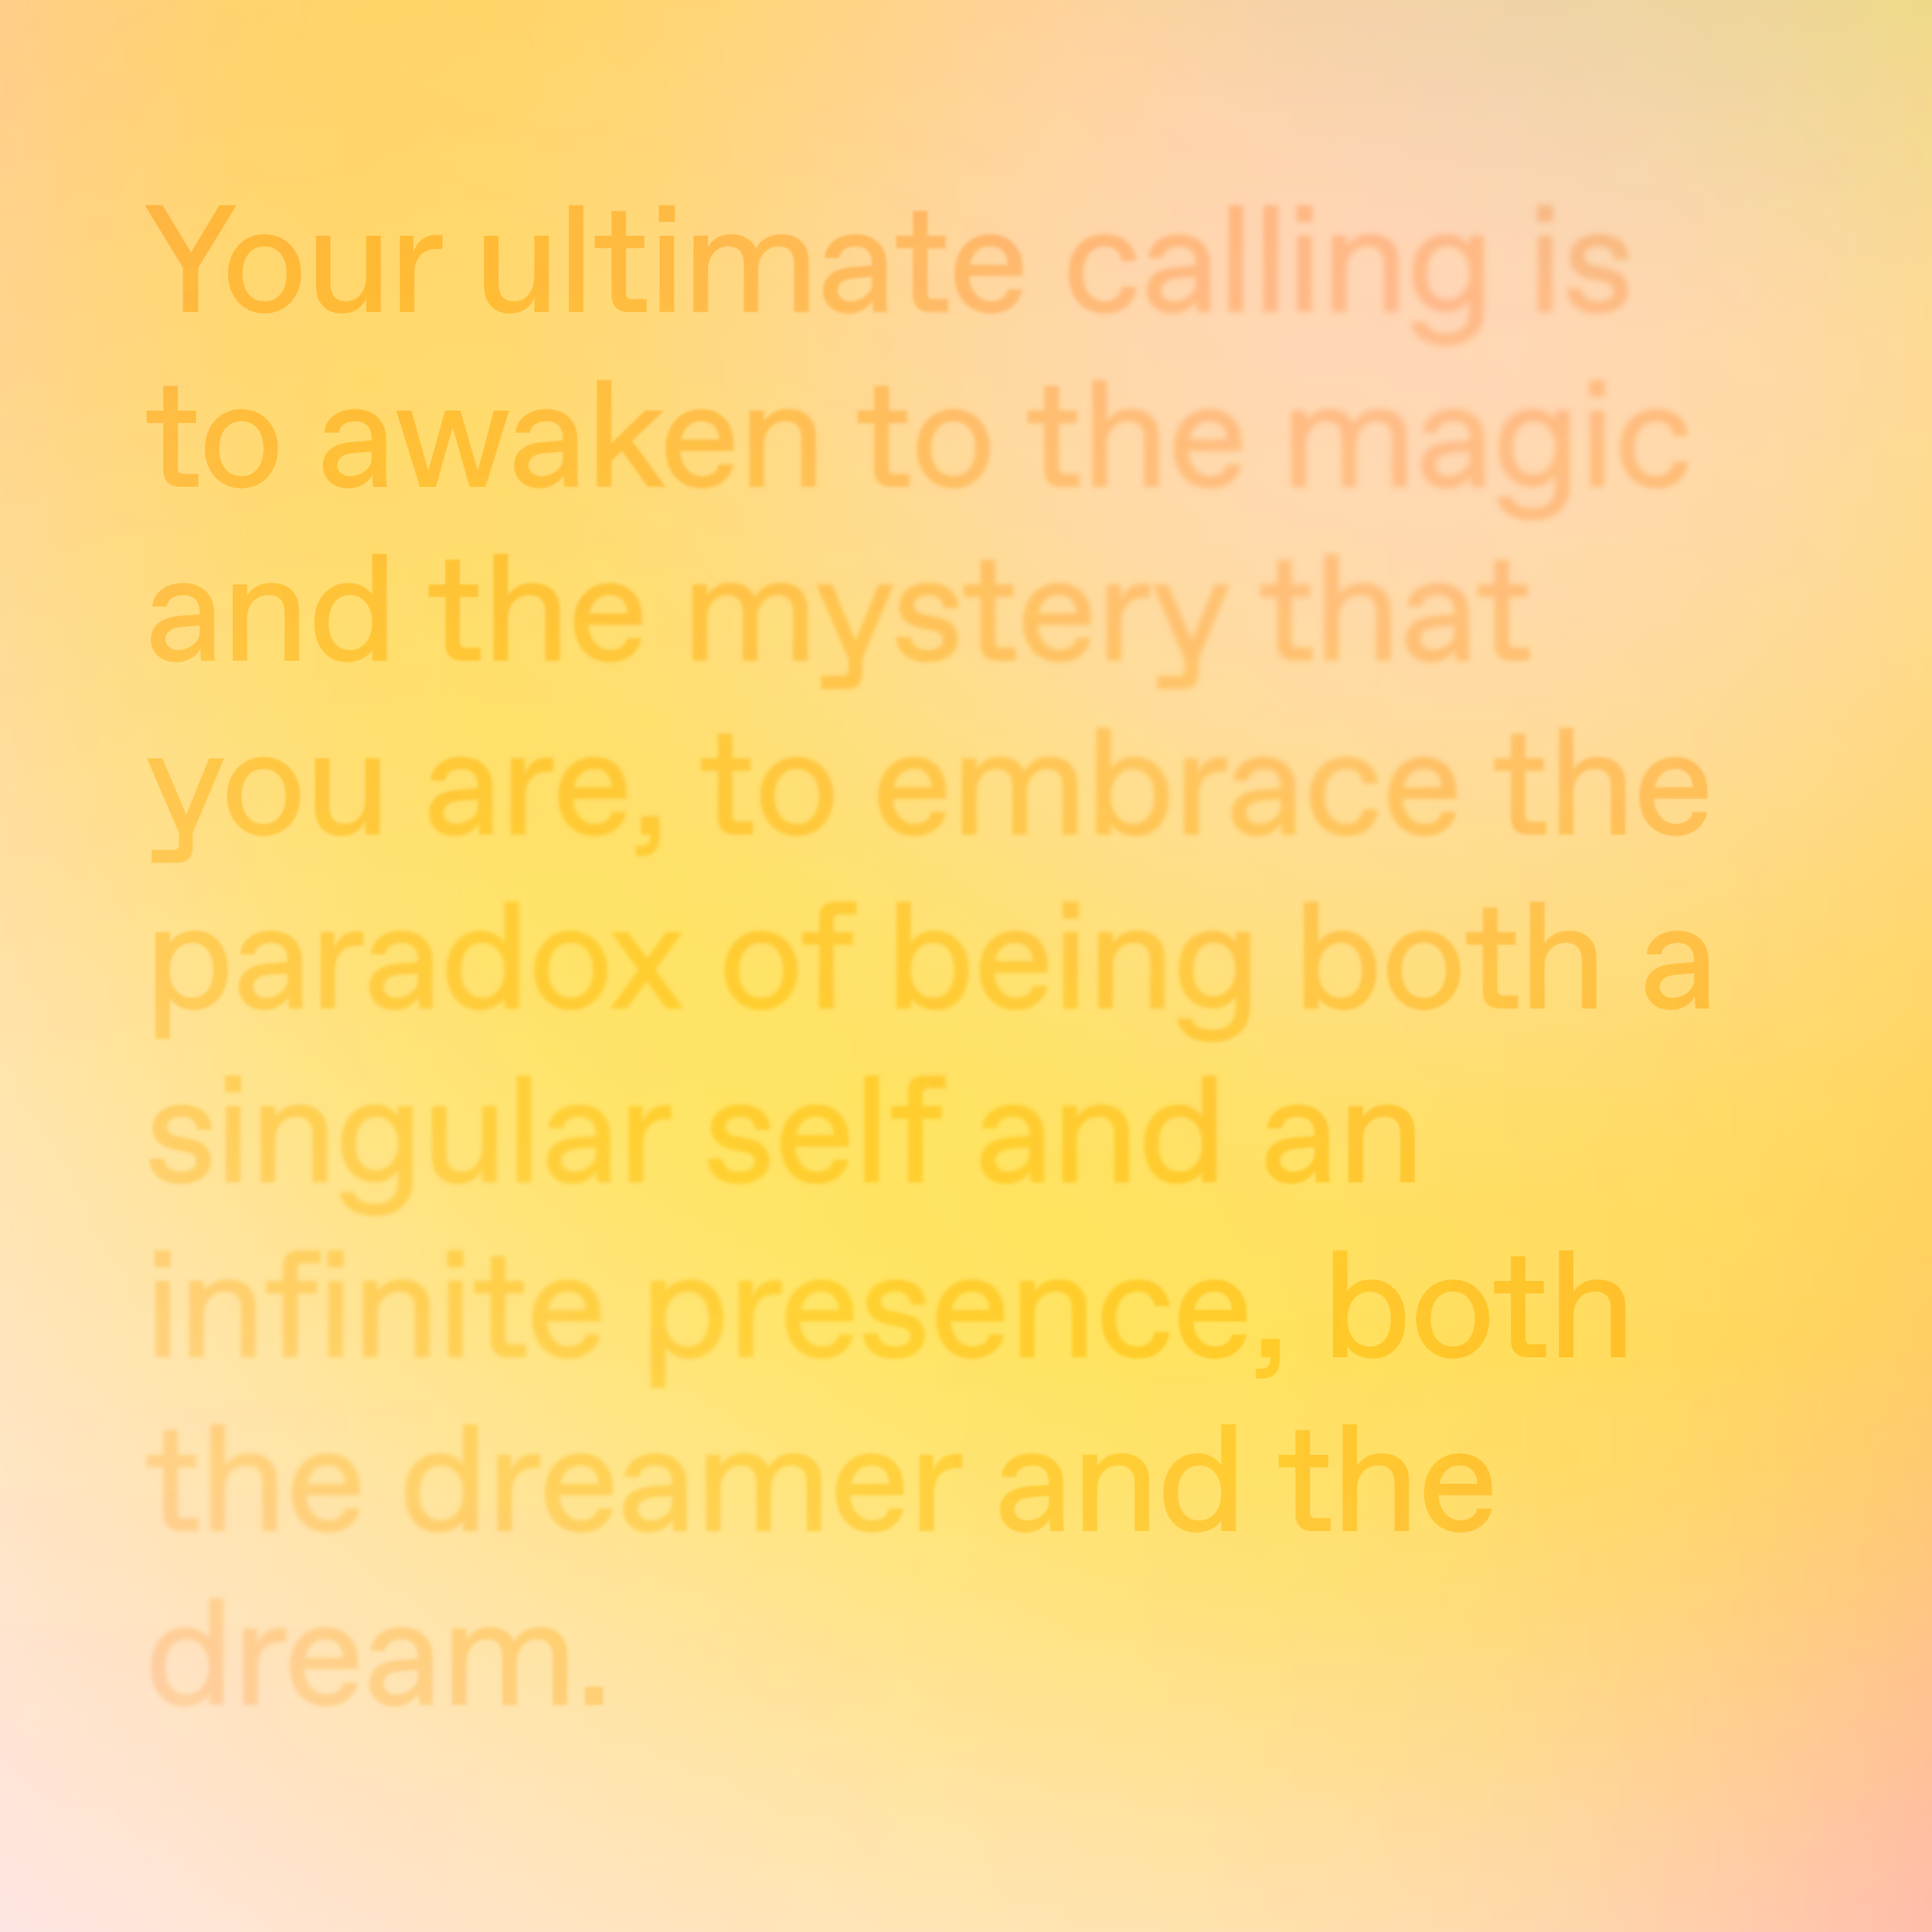 Your ultimate calling is
to awaken to the magic
and the mystery that
you are, to embrace the
paradox of being both a
singular self and an
infinite presence, both
the dreamer and the
dream.